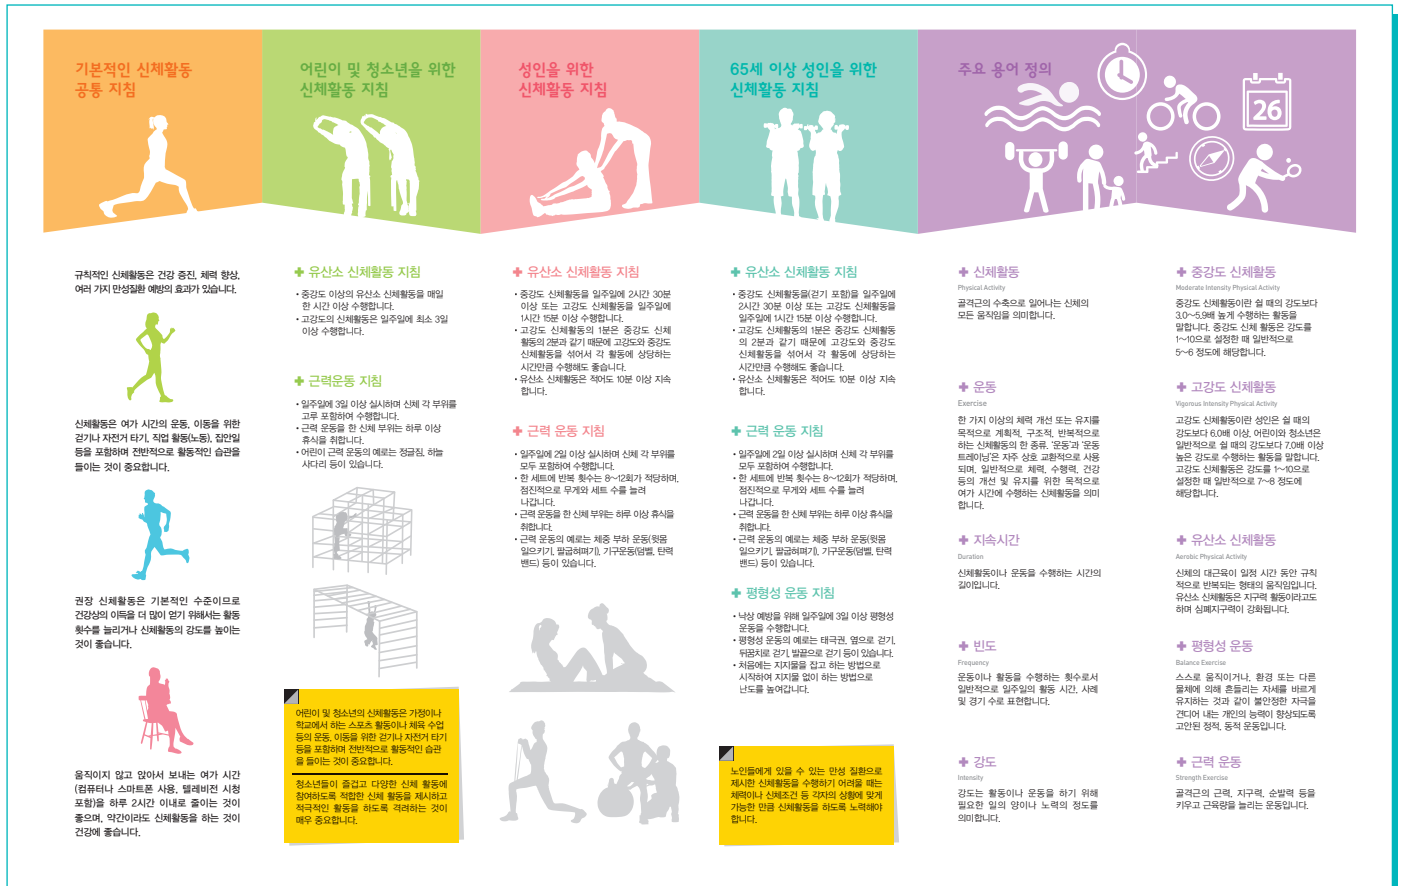 기본적인 신체활동
공통 지침
규칙적인 신체활동은 건강 증진, 체력 향상,
여러 가지 만성질환 예방의 효과가 있습니다.
신체활동은 여가 시간의 운동, 이동을 위한
걷기나 자전거 타기, 직업 활동(노동), 집안일
등을 포함하며 전반적으로 활동적인 습관을
들이는 것이 중요합니다.
권장 신체활동은 기본적인 수준이므로
건강상의 이득을 더 많이 얻기 위해서는 활동
횟수를 늘리거나 신체활동의 강도를 높이는
것이 좋습니다.
움직이지 않고 앉아서 보내는 여가 시간
(컴퓨터나 스마트폰 사용, 텔레비전 시청
포함)을 하루 2시간 이내로 줄이는 것이
좋으며, 약간이라도 신체활동을 하는 것이
건강에 좋습니다.
어린이 및 청소년을 위한
신체활동 지침
✚ 유산소 신체활동 지침
• 중강도 이상의 유산소 신체활동을 매일
한 시간 이상 수행합니다.
• 고강도의 신체활동은 일주일에 최소 3일
이상 수행합니다.
✚ 근력운동 지침
• 일주일에 3일 이상 실시하며 신체 각 부위를
고루 포함하여 수행합니다.
• 근력 운동을 한 신체 부위는 하루 이상
휴식을 취합니다.
• 어린이 근력 운동의 예로는 정글짐, 하늘
사다리 등이 있습니다.
어린이 및 청소년의 신체활동은 가정이나
학교에서 하는 스포츠 활동이나 체육 수업
등의 운동, 이동을 위한 걷기나 자전거 타기
등을 포함하며 전반적으로 활동적인 습관
을 들이는 것이 중요합니다.
청소년들이 즐겁고 다양한 신체 활동에
참여하도록 적합한 신체 활동을 제시하고
적극적인 활동을 하도록 격려하는 것이
매우 중요합니다.
성인을 위한
신체활동 지침
✚ 유산소 신체활동 지침
• 중강도 신체활동을 일주일에 2시간 30분
이상 또는 고강도 신체활동을 일주일에
1시간 15분 이상 수행합니다.
• 고강도 신체활동의 1분은 중강도 신체
활동의 2분과 같기 때문에 고강도와 중강도
신체활동을 섞어서 각 활동에 상당하는
시간만큼 수행해도 좋습니다.
• 유산소 신체활동은 적어도 10분 이상 지속
합니다.
✚ 근력 운동 지침
• 일주일에 2일 이상 실시하며 신체 각 부위를
모두 포함하여 수행합니다.
• 한 세트에 반복 횟수는 8~12회가 적당하며,
점진적으로 무게와 세트 수를 늘려
나갑니다.
• 근력 운동을 한 신체 부위는 하루 이상 휴식을
취합니다.
• 근력 운동의 예로는 체중 부하 운동(윗몸
일으키기, 팔굽혀펴기), 기구운동(덤벨, 탄력
밴드) 등이 있습니다.
65세 이상 성인을 위한
신체활동 지침
✚ 유산소 신체활동 지침
• 중강도 신체활동을(걷기 포함)을 일주일에
2시간 30분 이상 또는 고강도 신체활동을
일주일에 1시간 15분 이상 수행합니다.
• 고강도 신체활동의 1분은 중강도 신체활동
의 2분과 같기 때문에 고강도와 중강도
신체활동을 섞어서 각 활동에 상당하는
시간만큼 수행해도 좋습니다.
• 유산소 신체활동은 적어도 10분 이상 지속
합니다.
✚ 근력 운동 지침
• 일주일에 2일 이상 실시하며 신체 각 부위를
모두 포함하여 수행합니다.
• 한 세트에 반복 횟수는 8~12회가 적당하며,
점진적으로 무게와 세트 수를 늘려
나갑니다.
• 근력 운동을 한 신체 부위는 하루 이상 휴식을
취합니다.
• 근력 운동의 예로는 체중 부하 운동(윗몸
일으키기, 팔굽혀펴기), 기구운동(덤벨, 탄력
밴드) 등이 있습니다.
✚ 평형성 운동 지침
• 낙상 예방을 위해 일주일에 3일 이상 평형성
운동을 수행합니다.
• 평형성 운동의 예로는 태극권, 옆으로 걷기,
뒤꿈치로 걷기, 발끝으로 걷기 등이 있습니다.
• 처음에는 지지물을 잡고 하는 방법으로
시작하여 지지물 없이 하는 방법으로
난도를 높여갑니다.
노인들에게 있을 수 있는 만성 질환으로
제시한 신체활동을 수행하기 어려울 때는
체력이나 신체조건 등 각자의 상황에 맞게
가능한 만큼 신체활동을 하도록 노력해야
합니다.
주요 용어 정의
26
✚ 신체활동
Physical Activity
골격근의 수축으로 일어나는 신체의
모든 움직임을 의미합니다.
✚ 운동
Exercise
한 가지 이상의 체력 개선 또는 유지를
목적으로 계획적, 구조적, 반복적으로
하는 신체활동의 한 종류. '운동'과 '운동
트레이닝'은 자주 상호 교환적으로 사용
되며, 일반적으로 체력, 수행력, 건강
등의 개선 및 유지를 위한 목적으로
여가 시간에 수행하는 신체활동을 의미
합니다.
✚ 지속시간
Duration
신체활동이나 운동을 수행하는 시간의
길이입니다.
✚ 빈도
Frequency
운동이나 활동을 수행하는 횟수로서
일반적으로 일주일의 활동 시간, 사례
및 경기 수로 표현합니다.
✚ 강도
Intensity
강도는 활동이나 운동을 하기 위해
필요한 일의 양이나 노력의 정도를
의미합니다.
✚ 중강도 신체활동
Moderate Intensity Physical Activity
중강도 신체활동이란 쉴 때의 강도보다
3.0~5.9배 높게 수행하는 활동을
말합니다. 중강도 신체 활동은 강도를
1~10으로 설정한 때 일반적으로
5~6 정도에 해당합니다.
✚ 고강도 신체활동
Vigorous Intensity Physical Activity
고강도 신체활동이란 성인은 쉴 때의
강도보다 6.0배 이상, 어린이와 청소년은
일반적으로 쉴 때의 강도보다 7.0배 이상
높은 강도로 수행하는 활동을 말합니다.
고강도 신체활동은 강도를 1~10으로
설정한 때 일반적으로 7~8 정도에
해당합니다.
✚ 유산소 신체활동
Aerobic Physical Activity
신체의 대근육이 일정 시간 동안 규칙
적으로 반복되는 형태의 움직임입니다.
유산소 신체활동은 지구력 활동이라고도
하며 심폐지구력이 강화됩니다.
✚ 평형성 운동
Balance Exercise
스스로 움직이거나, 환경 또는 다른
물체에 의해 흔들리는 자세를 바르게
유지하는 것과 같이 불안정한 자극을
견디어 내는 개인의 능력이 향상되도록
고안된 정적, 동적 운동입니다.
✚ 근력 운동
Strength Exercise
골격근의 근력, 지구력, 순발력 등을
키우고 근육량을 늘리는 운동입니다.